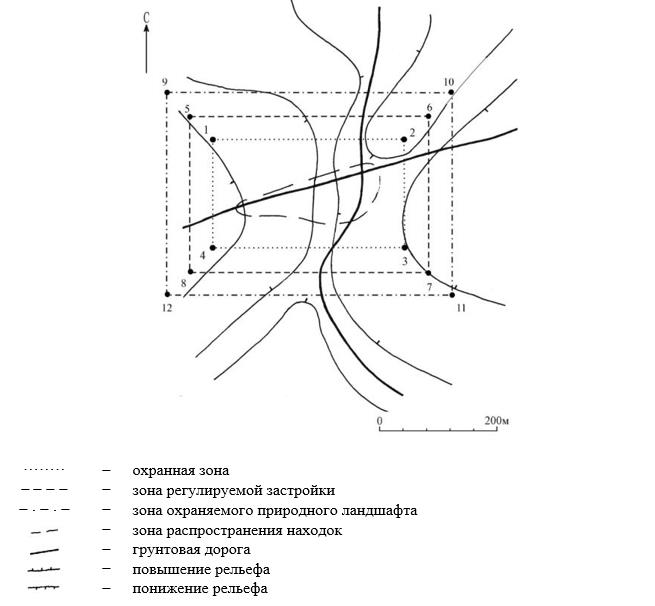 С
9
10
5
6
1
2
4
3
8
7
12
11
0
200м
– охранная зона
– зона регулируемой застройки
– зона охраняемого природного ландшафта
– зона распространения находок
– грунтовая дорога
– повышение рельефа
– понижение рельефа